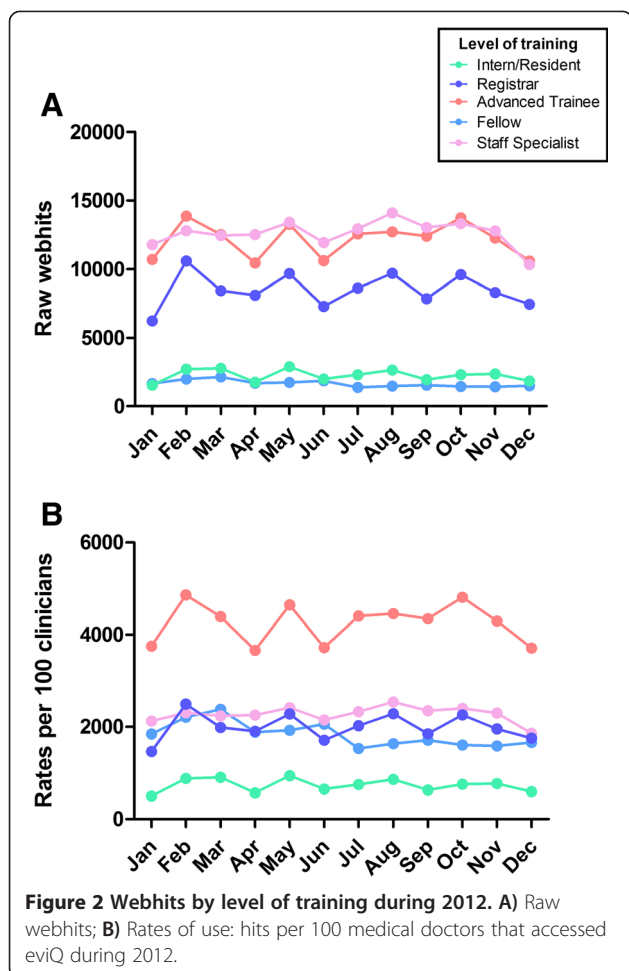 Level of training
Intern/Resident
Registrar
Advanced Trainee
Fellow
Staff Specialist
A
20000
15000
10000
5000
0
Raw webhits
Jan
Feb
Mar
Apr
May
Jun
Jul
Aug
Sep
Oct
Nov
Dec
B
6000
4000
2000
0
Rates per 100 clinicians
Jan
Feb
Mar
Apr
May
Jun
Jul
Aug
Sep
Oct
Nov
Dec
Figure 2 Webhits by level of training during 2012. A) Raw
webhits; B) Rates of use: hits per 100 medical doctors that accessed
eviQ during 2012.